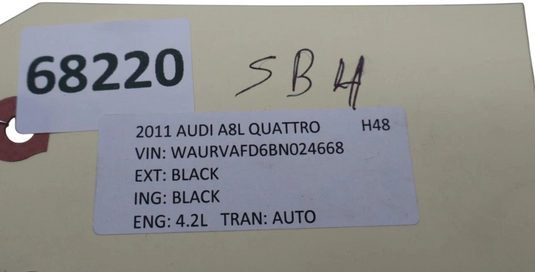 68220
SBH
2011 AUDI A8L QUATTRO H48
VIN: WAURVAFD6BN024668
EXT: BLACK
ING: BLACK
ENG: 4.2L TRAN: AUTO